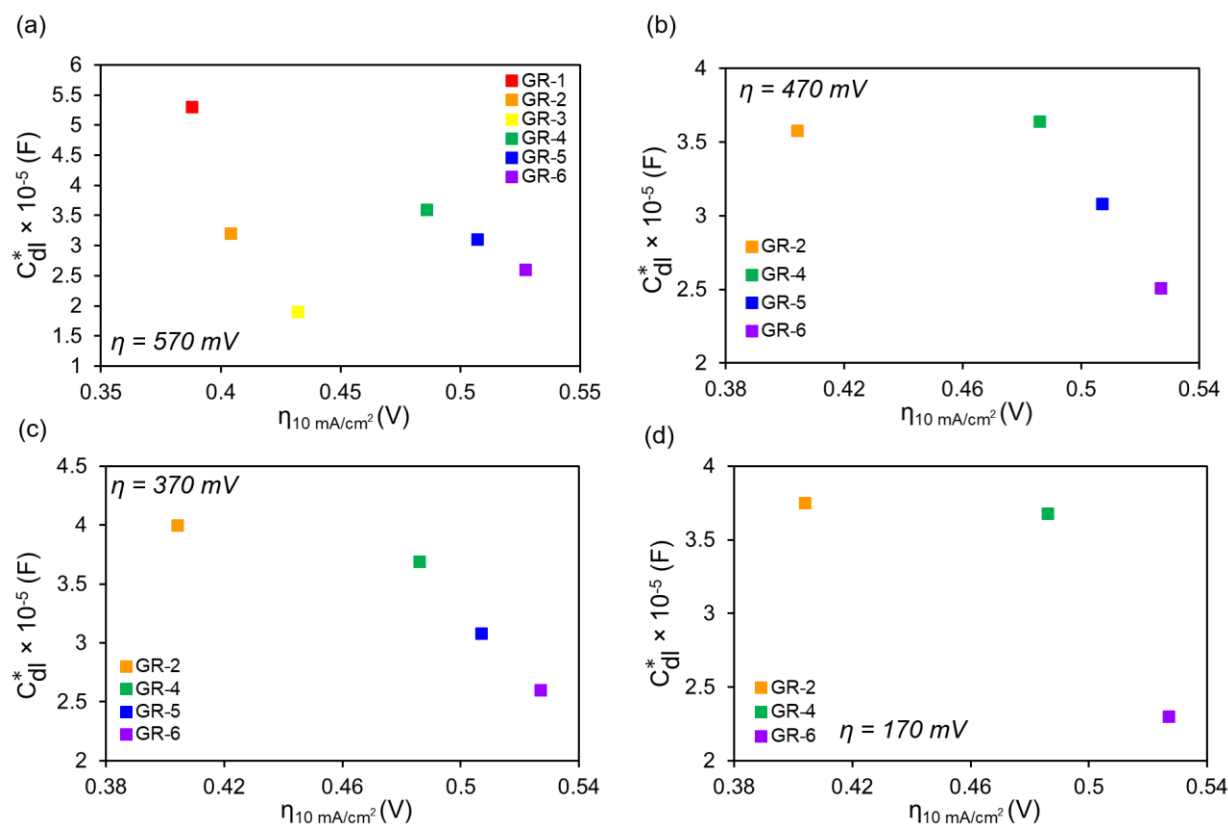 (a)
C*dl × 10-5 (F)
6
5.5
5
4.5
4
3.5
3
2.5
2
1.5
1
GR-1
GR-2
GR-3
GR-4
GR-5
GR-6
η = 570 mV
0.35 0.4 0.45 0.5 0.55
η10 mA/cm² (V)
(b)
C*dl × 10-5 (F)
4
3.5
3
2.5
2
η = 470 mV
GR-2
GR-4
GR-5
GR-6
0.38 0.42 0.46 0.5 0.54
η10 mA/cm² (V)
(c)
C*dl × 10-5 (F)
4.5
4
3.5
3
2.5
2
η = 370 mV
GR-2
GR-4
GR-5
GR-6
0.38 0.42 0.46 0.5 0.54
η10 mA/cm² (V)
(d)
C*dl × 10-5 (F)
4
3.5
3
2.5
2
GR-2
GR-4
GR-6
η = 170 mV
0.38 0.42 0.46 0.5 0.54
η10 mA/cm² (V)